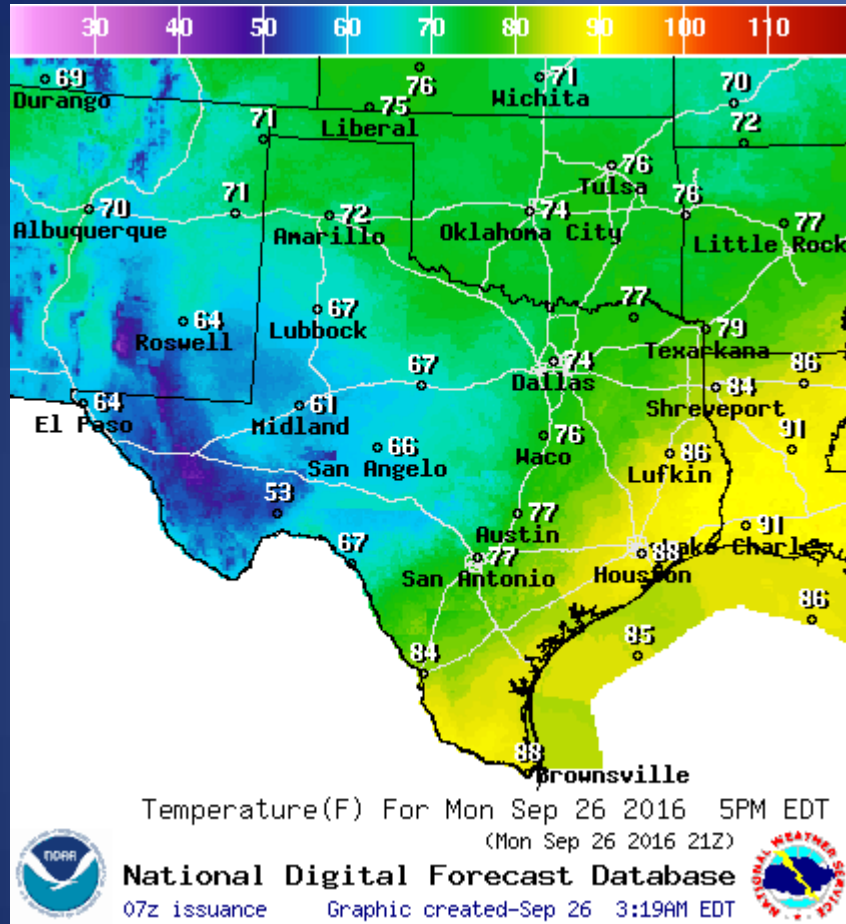 30 40 50 60 70 80 90 100 110
69
Durango
76
71
Wichita
70
75
Liberal
71
72
76
Tulsa
70
Albuquerque
71
72
Amarillo
74
Oklahoma City
76
77
Little Rock
64
Roswell
67
Lubbock
77
79
Texarkana
67
74
Dallas
86
84
Shreveport
64
El Paso
61
Midland
66
San Angelo
76
Waco
86
Lufkin
91
53
77
Austin
91
Lake Charles
67
77
San Antonio
88
Houston
86
85
84
88
Brownsville
Temperature(F) For Mon Sep 26 2016 5PM EDT
(Mon Sep 26 2016 21Z)
NOAA
National Digital Forecast Database
07z issuance Graphic created-Sep 26 3:19AM EDT
NATIONAL WEATHER SERVICE